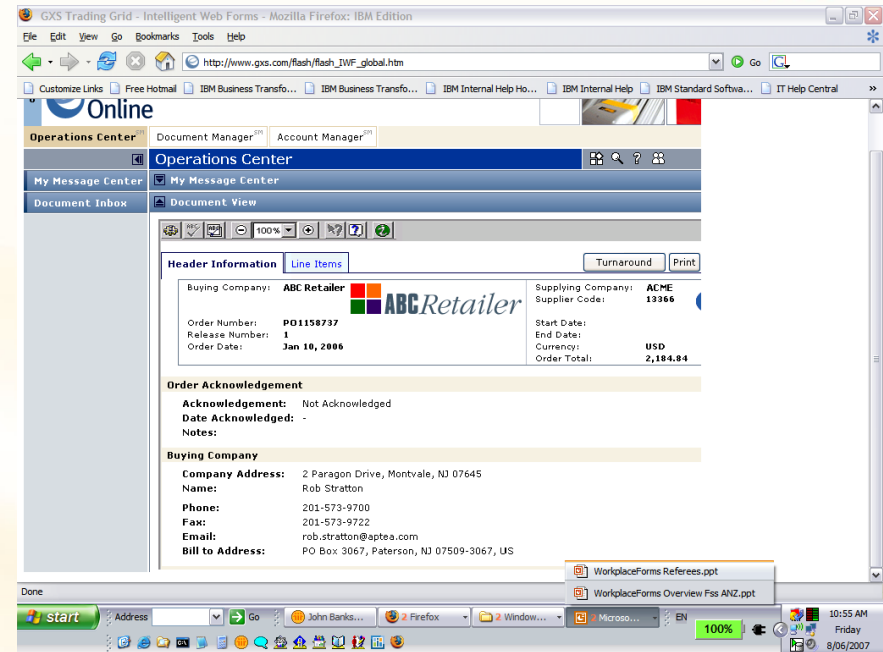 GXS Trading Grid - Intelligent Web Forms - Mozilla Firefox: IBM Edition
File Edit View Go Bookmarks Tools Help
http://www.gxs.com/flash/flash_IWF_global.htm Go
Customize Links Free Hotmail IBM Business Transfo... IBM Business Transfo... IBM Internal Help Ho... IBM Internal Help IBM Standard Softwa... IT Help Central »
Online
Operations Center SM Document Manager SM Account Manager SM
Operations Center
My Message Center My Message Center
Document Inbox Document View
100%
Header Information Line Items Turnaround Print
Buying Company: ABC Retailer ABC Retailer Supplying Company: ACME
Supplier Code: 13366
Order Number: PO1158737 Start Date:
Release Number: 1 End Date:
Order Date: Jan 10, 2006 Currency: USD
Order Total: 2,184.84
Order Acknowledgement
Acknowledgement: Not Acknowledged
Date Acknowledged: -
Notes:
Buying Company
Company Address: 2 Paragon Drive, Montvale, NJ 07645
Name: Rob Stratton
Phone: 201-573-9700
Fax: 201-573-9722
Email: rob.stratton@aptea.com
Bill to Address: PO Box 3067, Paterson, NJ 07509-3067, US
WorkplaceForms Referees.ppt
WorkplaceForms Overview Fss ANZ.ppt
Done
start Address Go John Banks... 2 Firefox 2 Window... 2 Microso... EN 100% 10:55 AM
Friday
8/06/2007